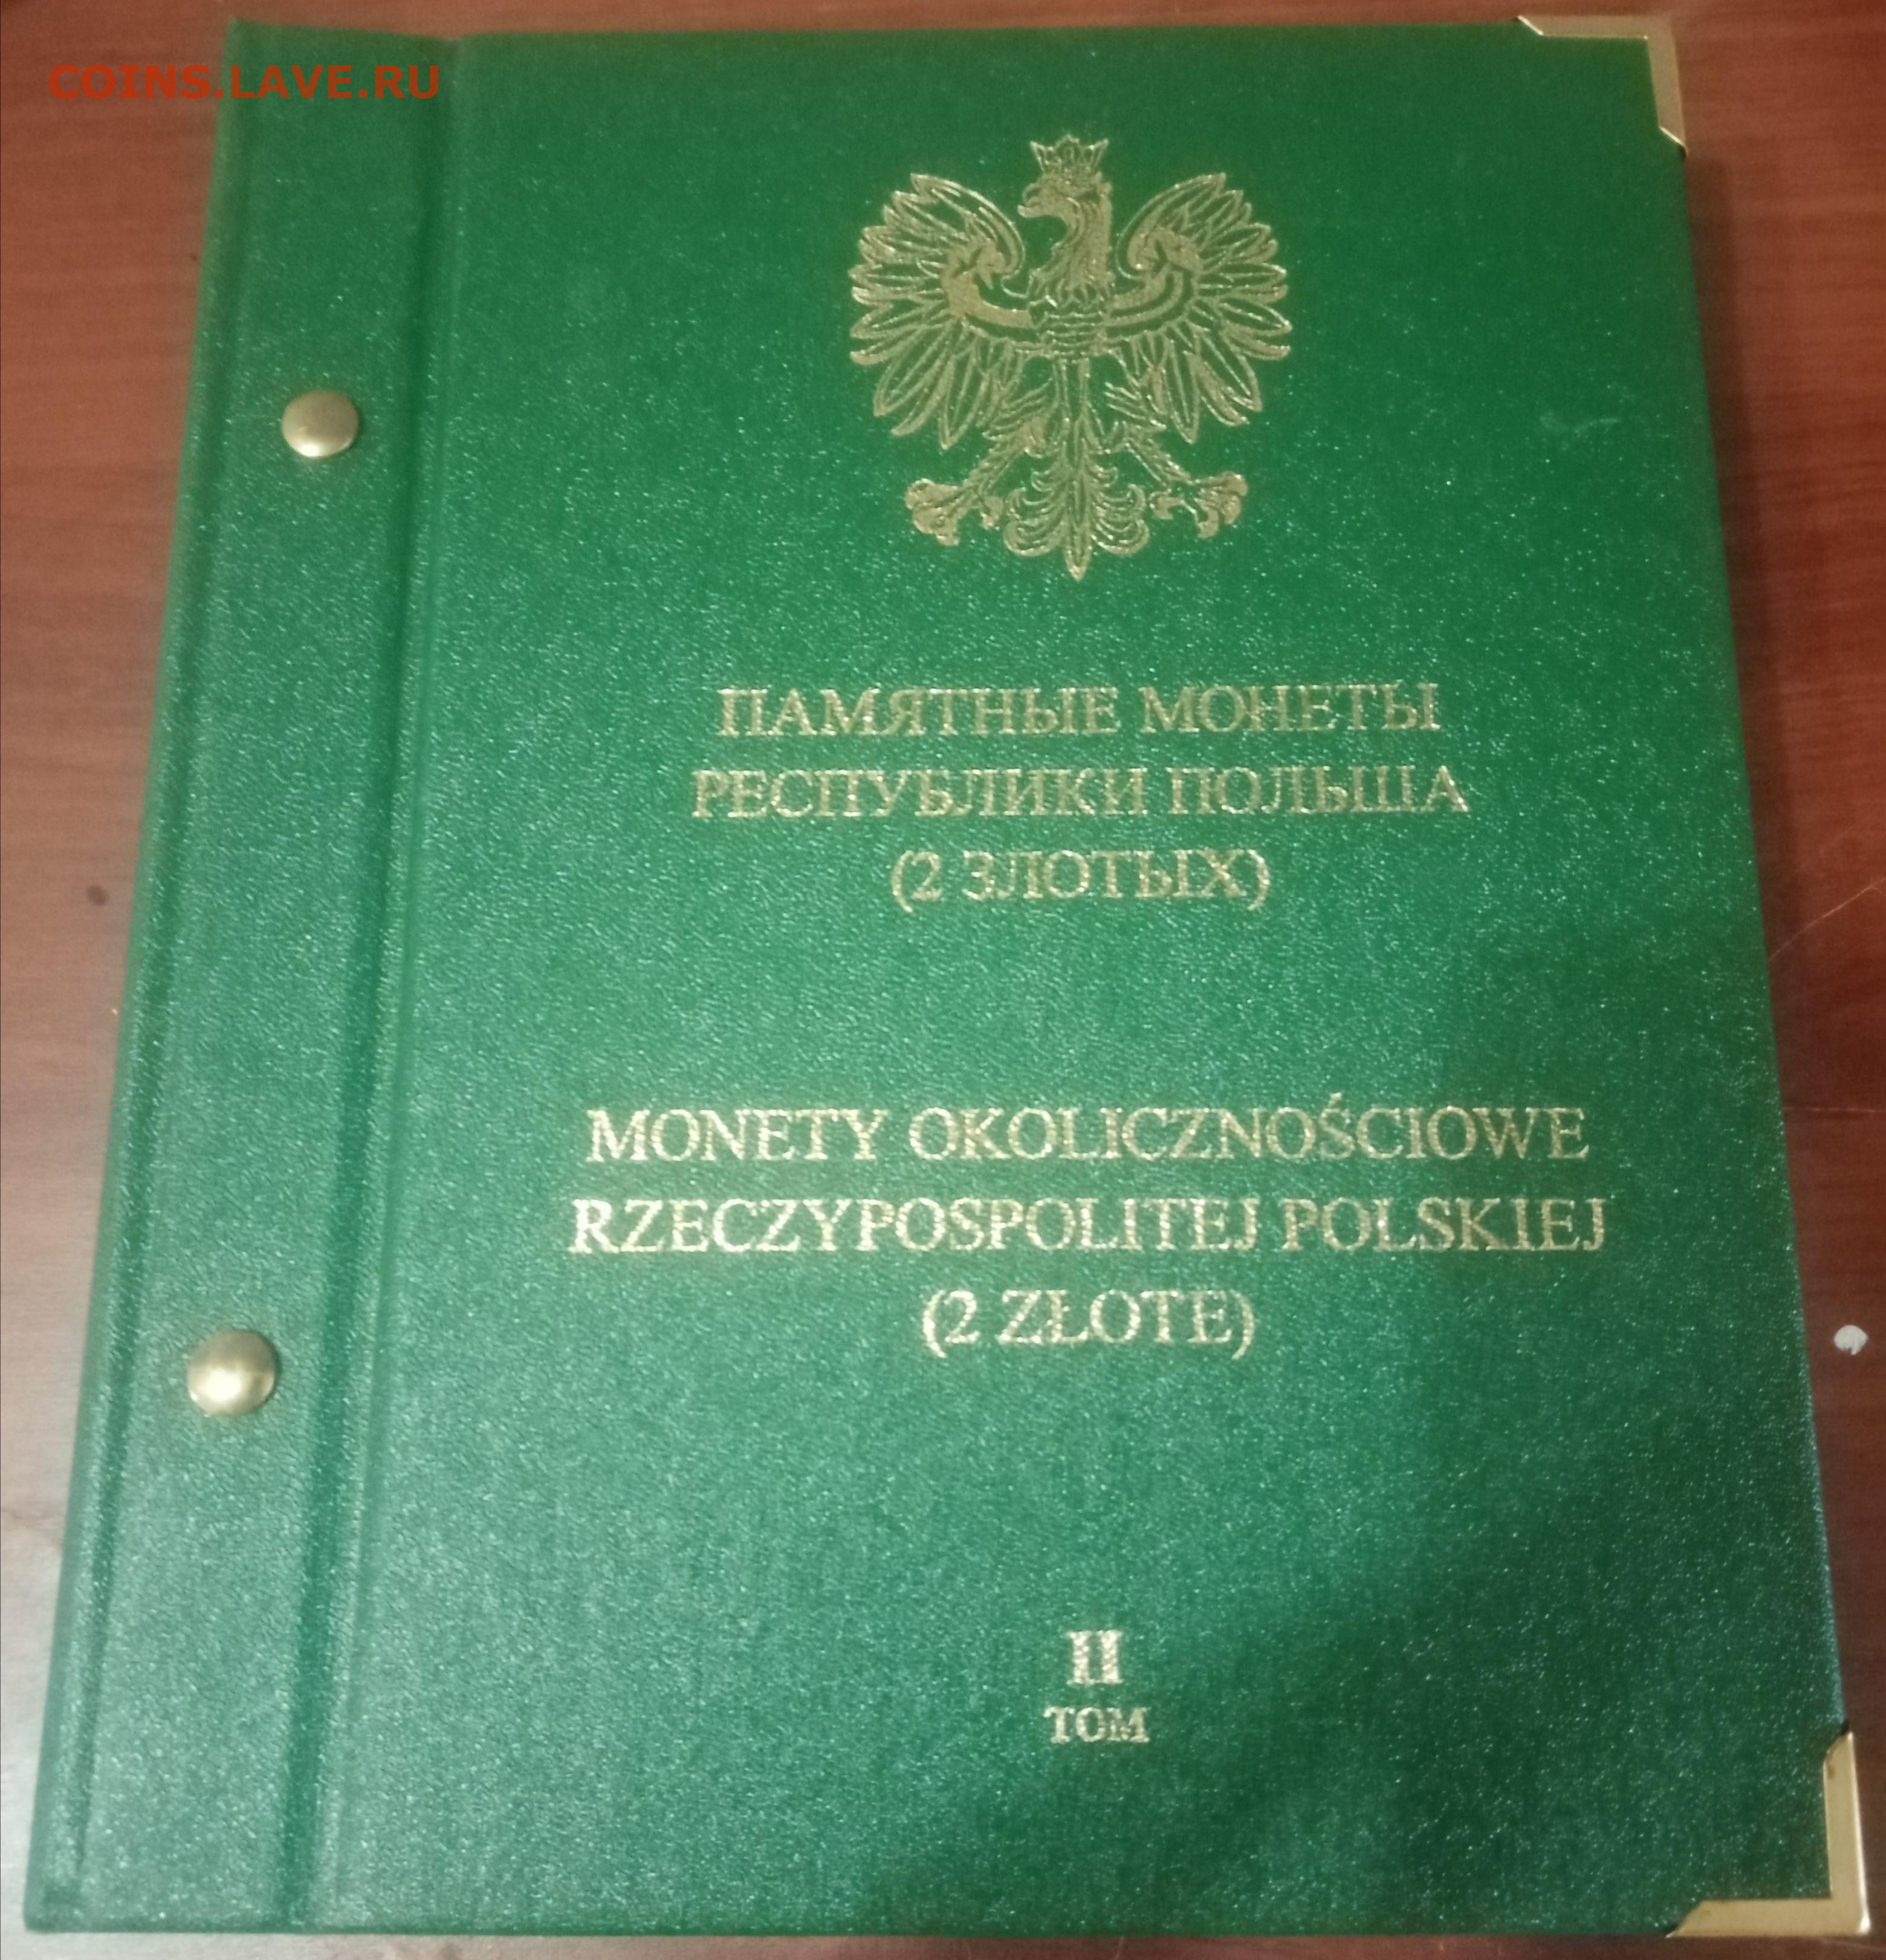 COINS.LAVE.RU
ПАМЯТНЫЕ МОНЕТЫ
РЕСПУБЛИКИ ПОЛЬША
(2 ЗЛОТЫХ)
MONETY OKOLICZNOŚCIOWE
RZECZYPOSPOLITEJ POLSKIEJ
(2 ZŁOTE)
II
ТОМ